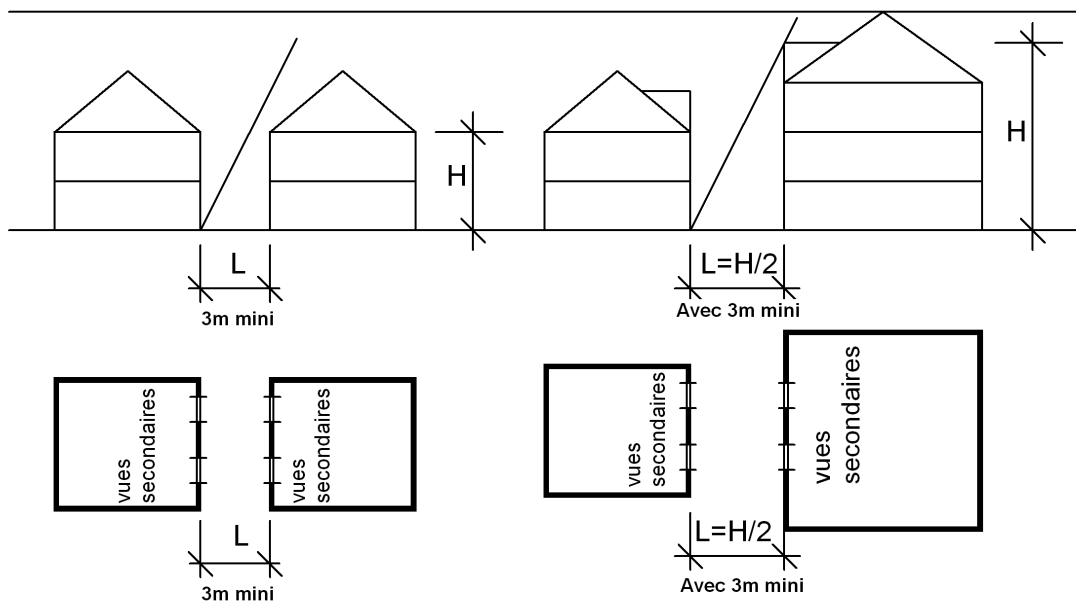 H
H
L
L=H/2
3m mini
Avec 3m mini
vues
secondaires
vues
secondaires
vues
secondaires
vues
secondaires
L
L=H/2
3m mini
Avec 3m mini